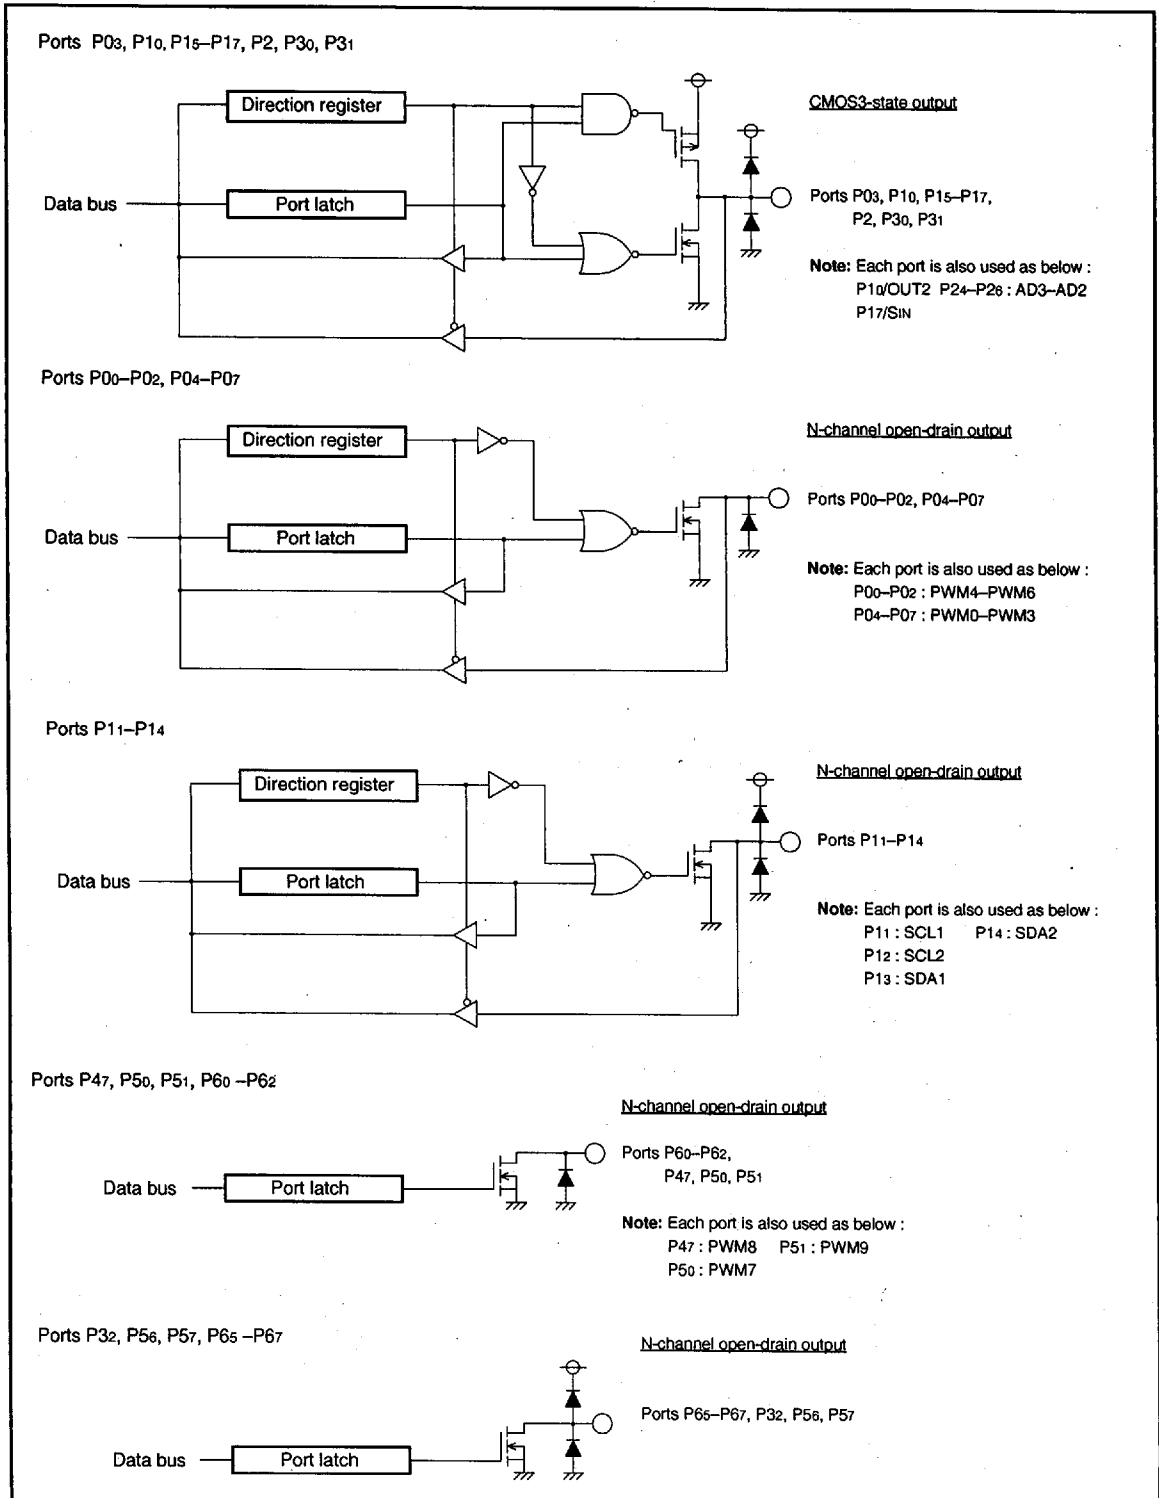 Ports P03, P10, P15–P17, P2, P30, P31
CMOS3-state output
Direction register
Data bus
Port latch
Ports P03, P10, P15–P17,
P2, P30, P31
Note: Each port is also used as below :
P10/OUT2 P24–P26 : AD3–AD2
P17/SIN
Ports P00–P02, P04–P07
N-channel open-drain output
Direction register
Ports P00–P02, P04–P07
Data bus
Port latch
Note: Each port is also used as below :
P00–P02 : PWM4–PWM6
P04–P07 : PWM0–PWM3
Ports P11–P14
N-channel open-drain output
Direction register
Ports P11–P14
Data bus
Port latch
Note: Each port is also used as below :
P11 : SCL1 P14 : SDA2
P12 : SCL2
P13 : SDA1
Ports P47, P50, P51, P60 –P62
N-channel open-drain output
Ports P60–P62,
P47, P50, P51
Data bus
Port latch
Note: Each port is also used as below :
P47 : PWM8 P51 : PWM9
P50 : PWM7
Ports P32, P56, P57, P65 –P67
N-channel open-drain output
Ports P65–P67, P32, P56, P57
Data bus
Port latch